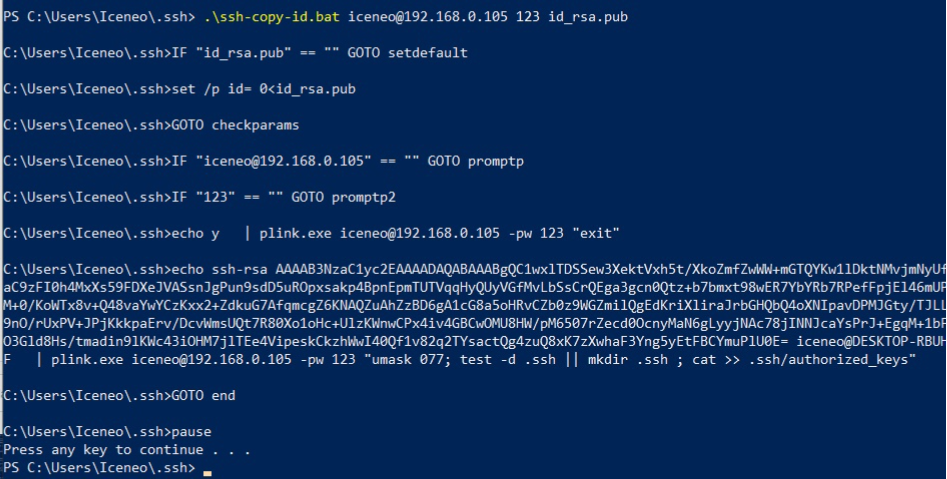 PS C:\Users\Iceneo\.ssh> .\ssh-copy-id.bat iceneo@192.168.0.105 123 id_rsa.pub
C:\Users\Iceneo\.ssh>IF "id_rsa.pub" == "" GOTO setdefault
C:\Users\Iceneo\.ssh>set /p id= 0<id_rsa.pub
C:\Users\Iceneo\.ssh>GOTO checkparams
C:\Users\Iceneo\.ssh>IF "iceneo@192.168.0.105" == "" GOTO promptp
C:\Users\Iceneo\.ssh>IF "123" == "" GOTO promptp2
C:\Users\Iceneo\.ssh>echo y   | plink.exe iceneo@192.168.0.105 -pw 123 "exit"
C:\Users\Iceneo\.ssh>echo ssh-rsa AAAAB3NzaC1yc2EAAAADAQABAAABgQC1wxlTDSSew3XektVxh5t/XkoZmfZwWW+mGTQYKw1lDktNMvjmNyUf
aC9zFI0h4MxXs59FDXeJVASsnJgPun9sdD5uROpxsakp4BpnEpmTUTVqqHyQUyVGfMvLbSsCrQEga3gcn0Qtz+b7bmxt98wER7YbYRb7RPefFpjEl46mUP
M+0/KoWTx8v+Q48vaYwYCzKxx2+ZdkuG7AfqmcgZ6KNAQZuAhZzBD6gA1cG8a5oHRvCZb0z9WGZmilQgEdKriXliraJrbGHQbQ4oXNIpavDPMJGty/TJLL
9nO/rUxPV+JPjKkkpaErv/DcvWmsUQt7R80Xo1oHc+UlzKWnwCPx4iv4GBCwOMU8HW/pM6507rZecd0OcnyMaN6gLyyjNAc78jINNJcaYsPrJ+EgqM+1bF
O3Gld8Hs/tmadin9lKWc43iOHM7jlTEe4VipeskCkzhWwI40Qf1v82q2TYsactQg4zuQ8xK7zXwhaF3Yng5yEtFBCYmuPlU0E= iceneo@DESKTOP-RBUH
F   | plink.exe iceneo@192.168.0.105 -pw 123 "umask 077; test -d .ssh || mkdir .ssh ; cat >> .ssh/authorized_keys"
C:\Users\Iceneo\.ssh>GOTO end
C:\Users\Iceneo\.ssh>pause
Press any key to continue . . .
PS C:\Users\Iceneo\.ssh>